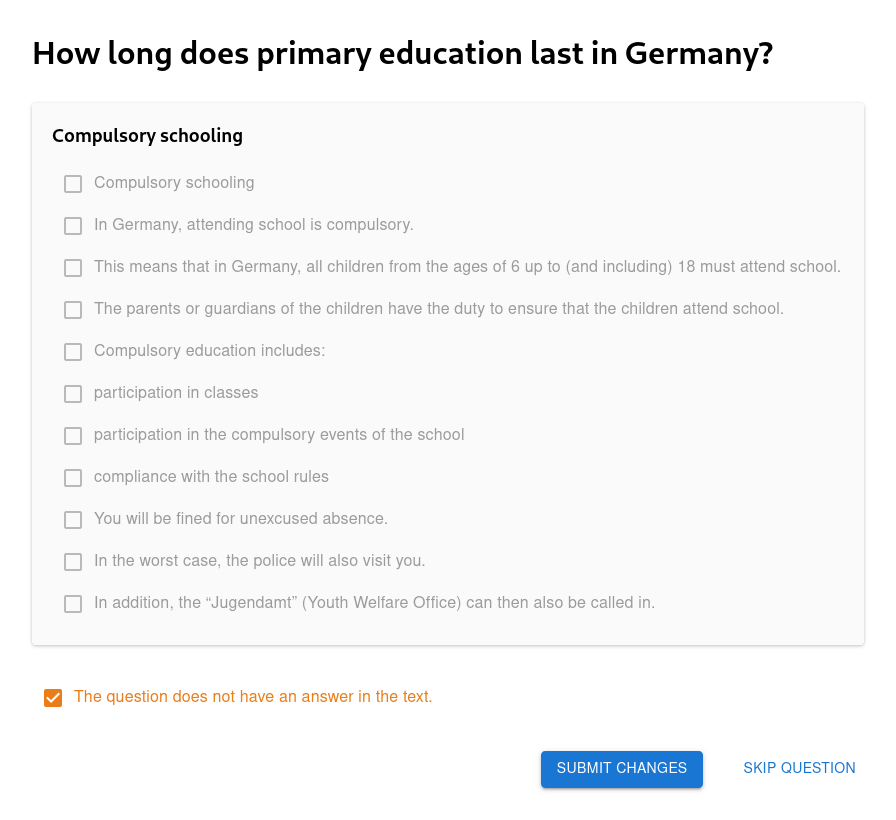 How long does primary education last in Germany?
Compulsory schooling
Compulsory schooling
In Germany, attending school is compulsory.
This means that in Germany, all children from the ages of 6 up to (and including) 18 must attend school.
The parents or guardians of the children have the duty to ensure that the children attend school.
Compulsory education includes:
participation in classes
participation in the compulsory events of the school
compliance with the school rules
You will be fined for unexcused absence.
In the worst case, the police will also visit you.
In addition, the “Jugendamt” (Youth Welfare Office) can then also be called in.
The question does not have an answer in the text.
SUBMIT CHANGES
SKIP QUESTION